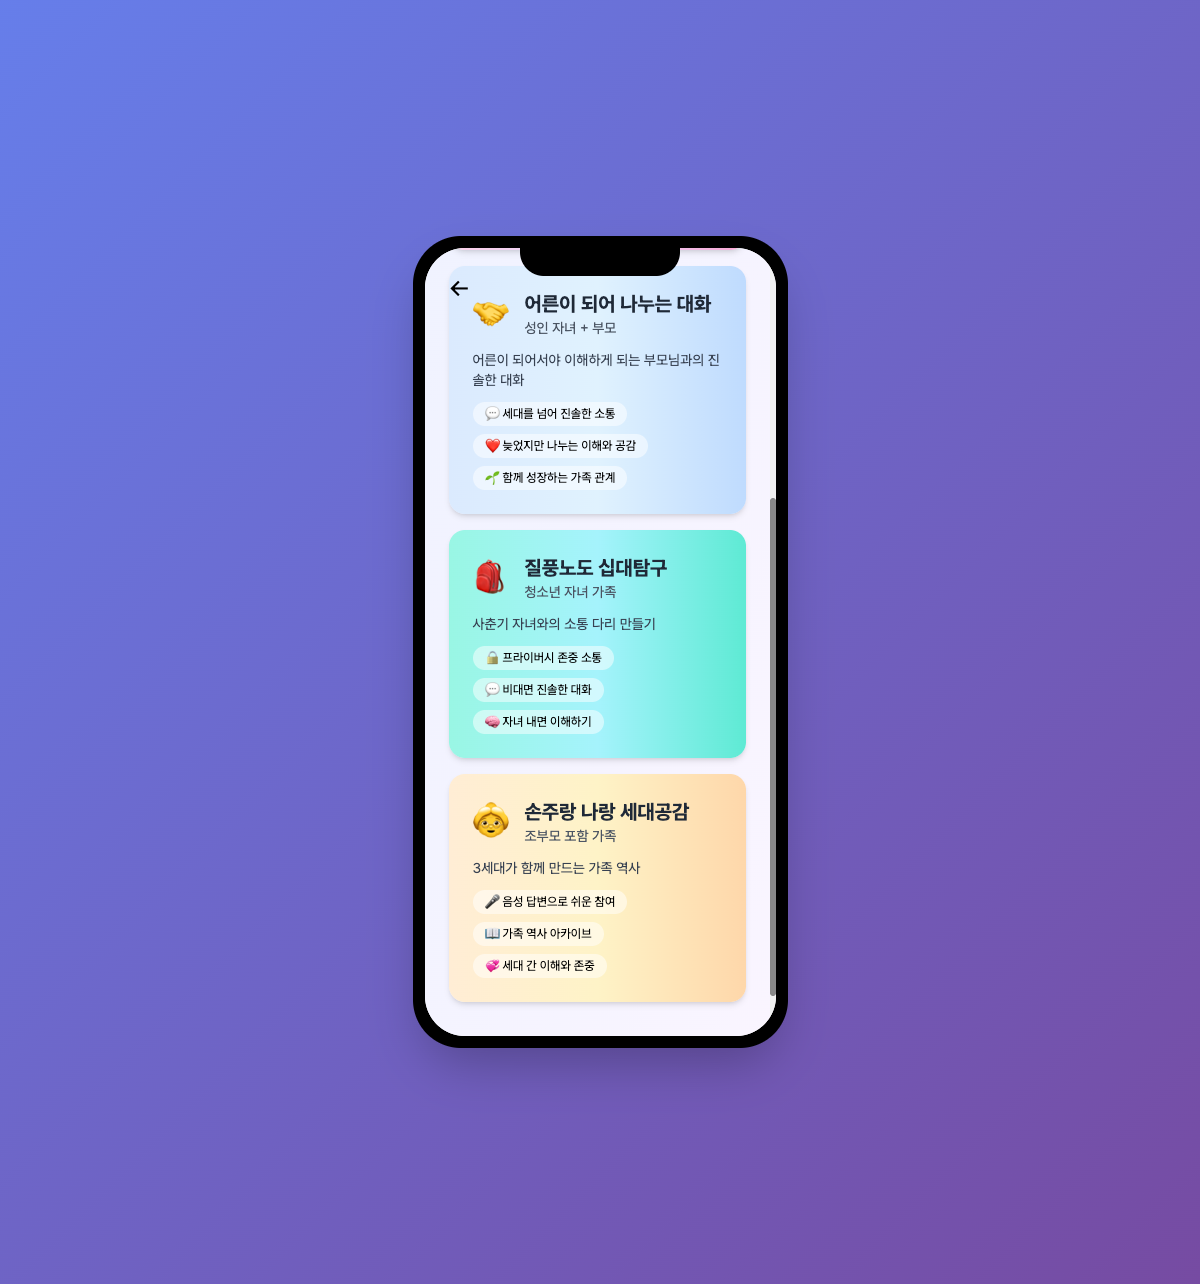 어른이 되어 나누는 대화
성인 자녀 + 부모
어른이 되어서야 이해하게 되는 부모님과의 진
솔한 대화
💬 세대를 넘어 진솔한 소통
❤️ 늦었지만 나누는 이해와 공감
🌱 함께 성장하는 가족 관계
질풍노도 십대탐구
청소년 자녀 가족
사춘기 자녀와의 소통 다리 만들기
🔒 프라이버시 존중 소통
💬 비대면 진솔한 대화
🧠 자녀 내면 이해하기
손주랑 나랑 세대공감
조부모 포함 가족
3세대가 함께 만드는 가족 역사
🎤 음성 답변으로 쉬운 참여
📖 가족 역사 아카이브
💞 세대 간 이해와 존중